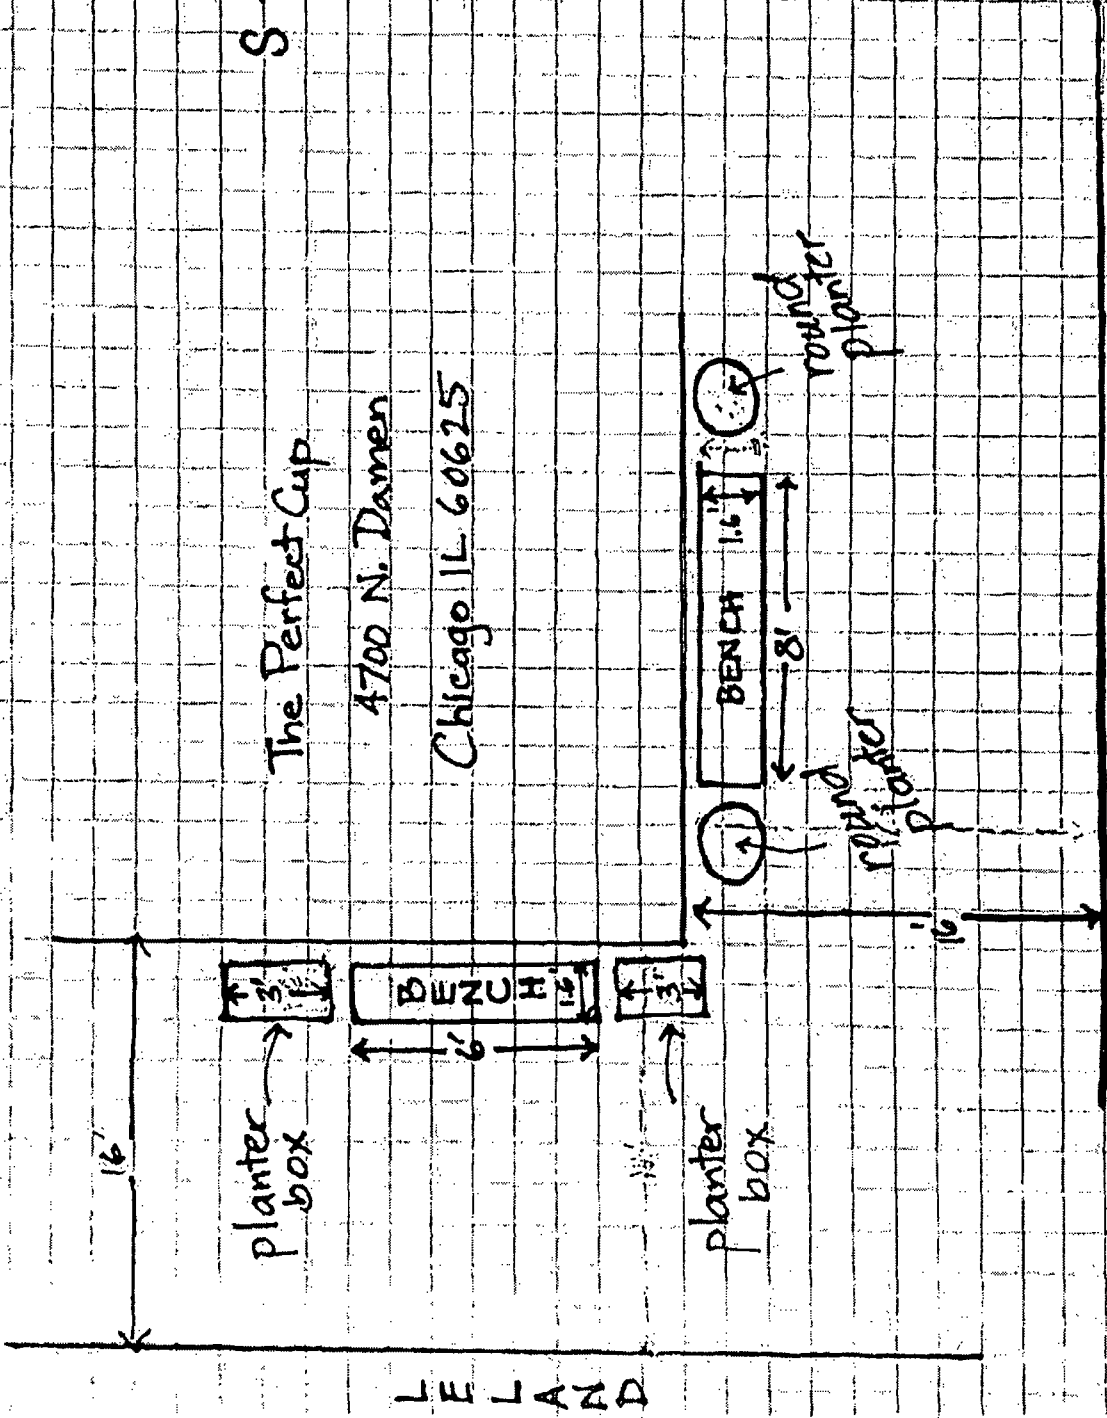 S
The Perfect Cup
4700 N. Damen
Chicago IL 60625
round
planter
BENCH 1.6'
8'
round
planter
16'
3'
BENCH 1.6'
6'
3'
planter
box
planter
box
16'
LELAND